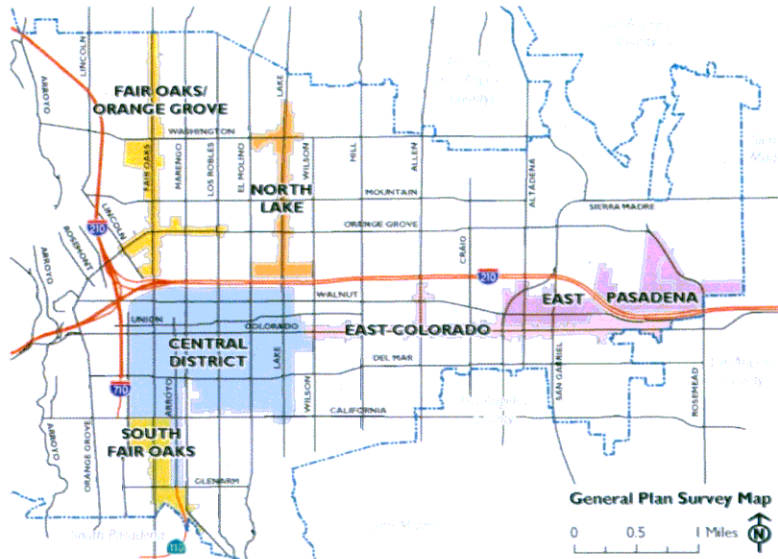 LINCOLN
ARROYO
FAIR OAKS/
ORANGE GROVE
LAKE
WASHINGTON
FAIR OAKS
MARENGO
LOS ROBLES
EL MOLINO
WILSON
HILL
ALLEN
ALTADENA
NORTH
LAKE
MOUNTAIN
SIERRA MADRE
LINCOLN
ORANGE GROVE
210
ROSEMONT
ARROYO
CRAIG
210
WALNUT
EAST PASADENA
UNION
COLORADO
EAST-COLORADO
CENTRAL
DISTRICT
LAKE
DEL MAR
710
ARROYO
WILSON
SAN GABRIEL
ROSEMEAD
CALIFORNIA
ARROYO
ORANGE GROVE
SOUTH
FAIR OAKS
GLENARM
South Pasadena
110
General Plan Survey Map
0 0.5 1 Miles
N